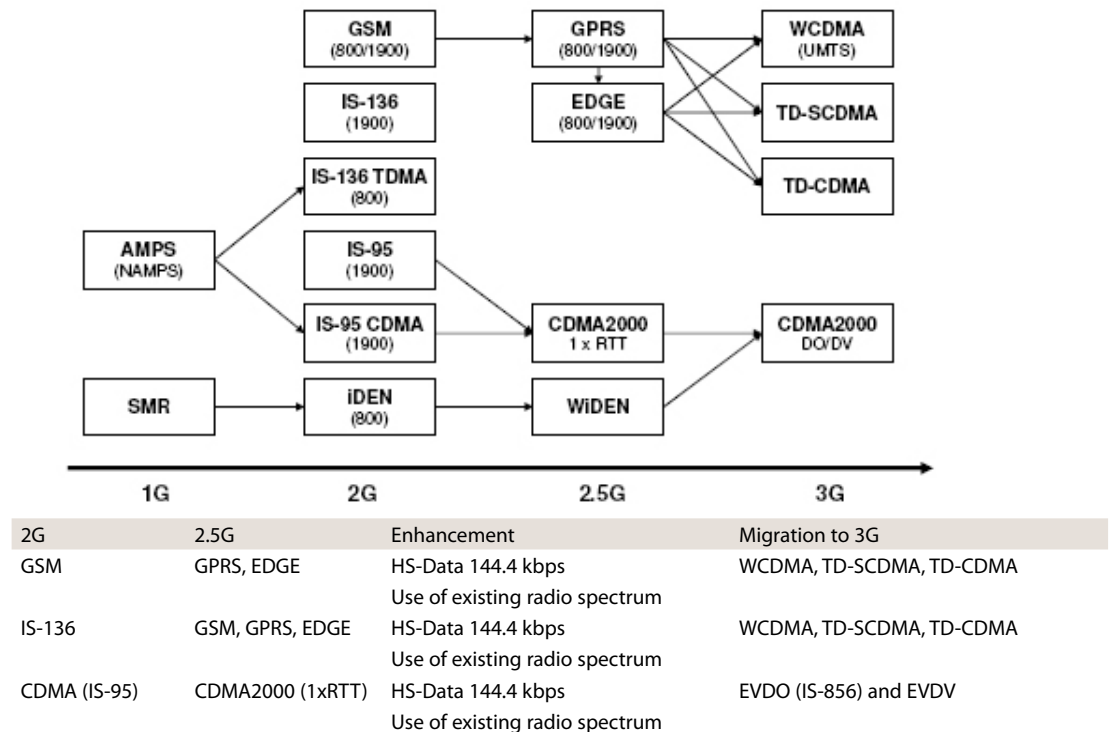 GSM
(800/1900)
GPRS
(800/1900)
WCDMA
(UMTS)
IS-136
(1900)
EDGE
(800/1900)
TD-SCDMA
IS-136 TDMA
(800)
TD-CDMA
AMPS
(NAMPS)
IS-95
(1900)
IS-95 CDMA
(1900)
CDMA2000
1 x RTT
CDMA2000
DO/DV
SMR
iDEN
(800)
WiDEN
1G 2G 2.5G 3G
2G 2.5G Enhancement Migration to 3G
GSM GPRS, EDGE HS-Data 144.4 kbps WCDMA, TD-SCDMA, TD-CDMA
Use of existing radio spectrum
IS-136 GSM, GPRS, EDGE HS-Data 144.4 kbps WCDMA, TD-SCDMA, TD-CDMA
Use of existing radio spectrum
CDMA (IS-95) CDMA2000 (1xRTT) HS-Data 144.4 kbps EVDO (IS-856) and EVDV
Use of existing radio spectrum